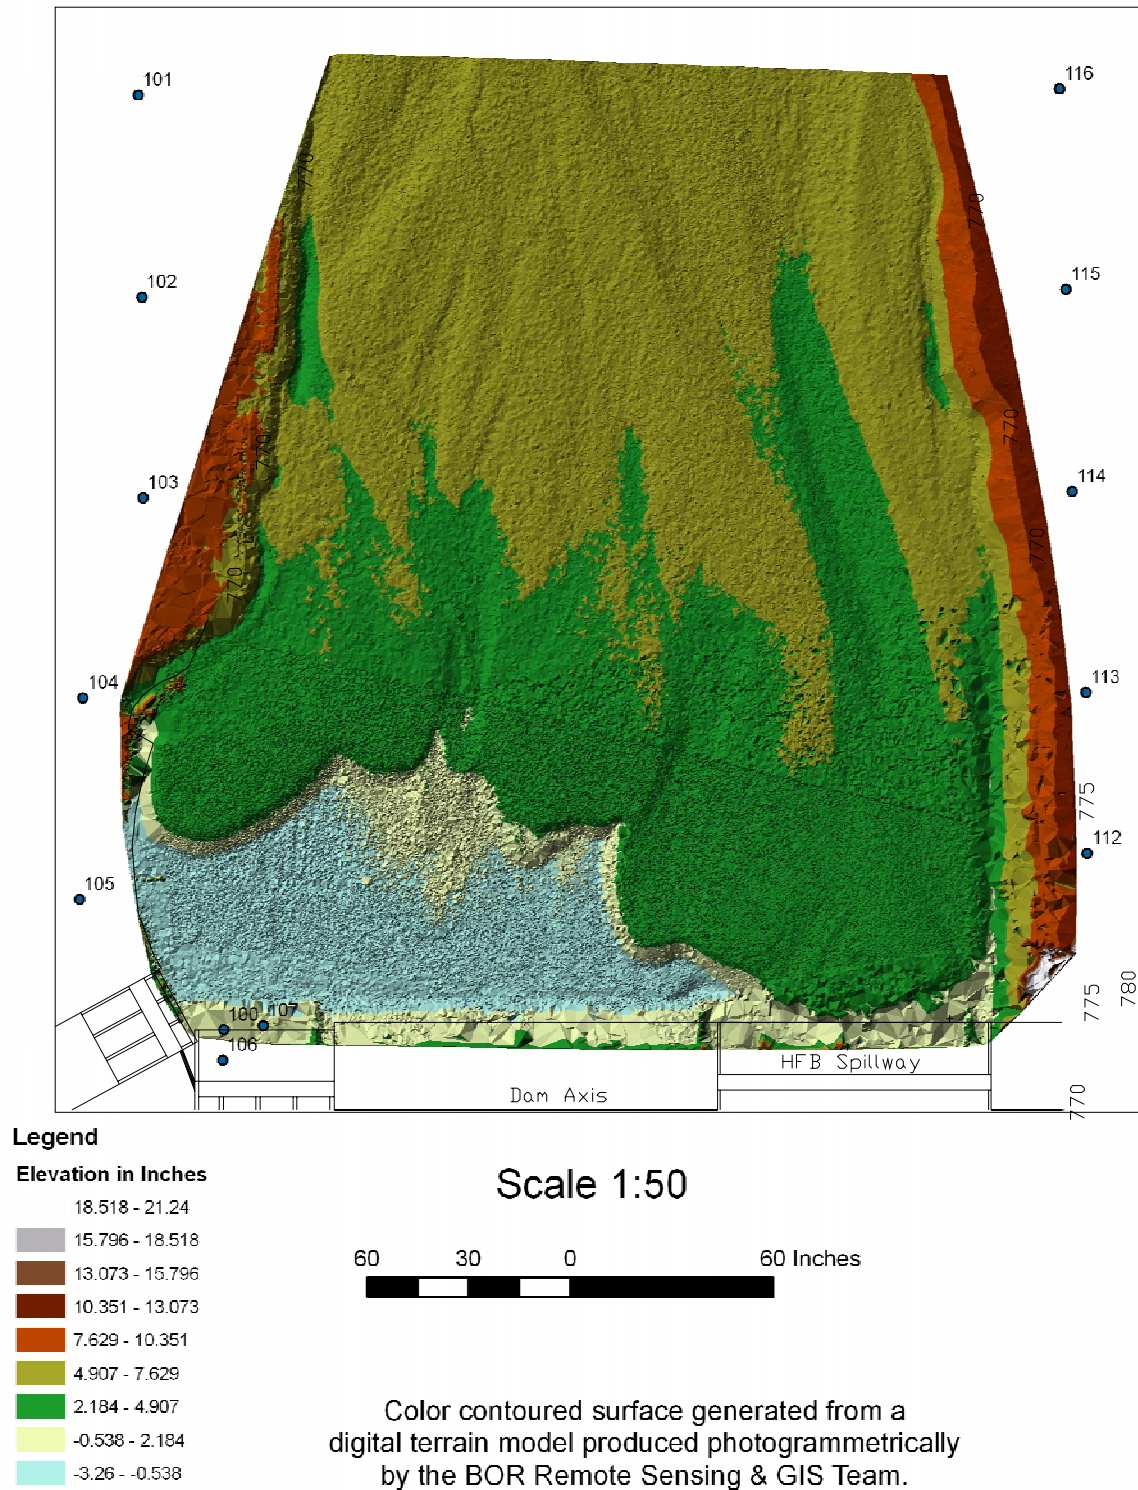 101
116
770
770
102
115
770
770
103
114
770
770
104
113
775
112
105
775
780
100
107
106
HFB Spillway
Dam Axis
770
Legend
Elevation in Inches
18.518 - 21.24
15.796 - 18.518
13.073 - 15.796
10.351 - 13.073
7.629 - 10.351
4.907 - 7.629
2.184 - 4.907
-0.538 - 2.184
-3.26 - -0.538
Scale 1:50
60 30 0 60 Inches
Color contoured surface generated from a
digital terrain model produced photogrammetrically
by the BOR Remote Sensing & GIS Team.